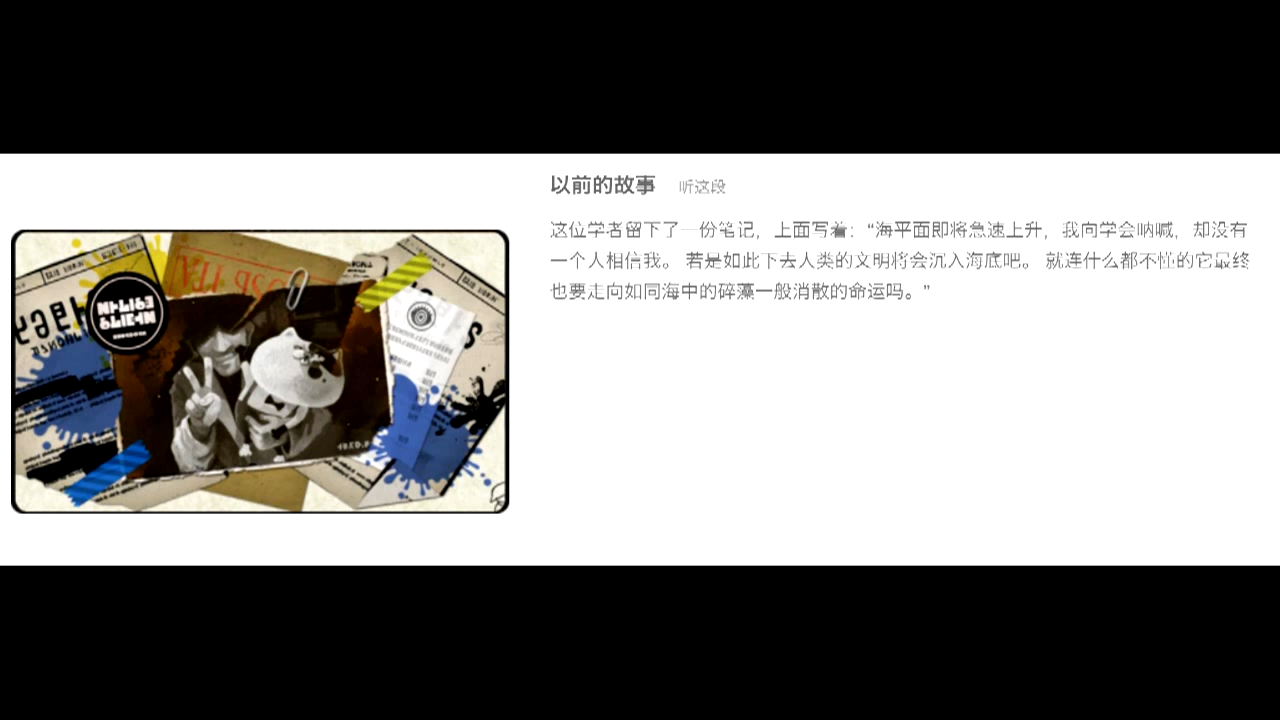 以前的故事 听这段
这位学者留下了一份笔记，上面写着：“海平面即将急速上升，我向学会呐喊，却没有
一个人相信我。 若是如此下去人类的文明将会沉入海底吧。 就连什么都不懂的它最终
也要走向如同海中的碎藻一般消散的命运吗。”